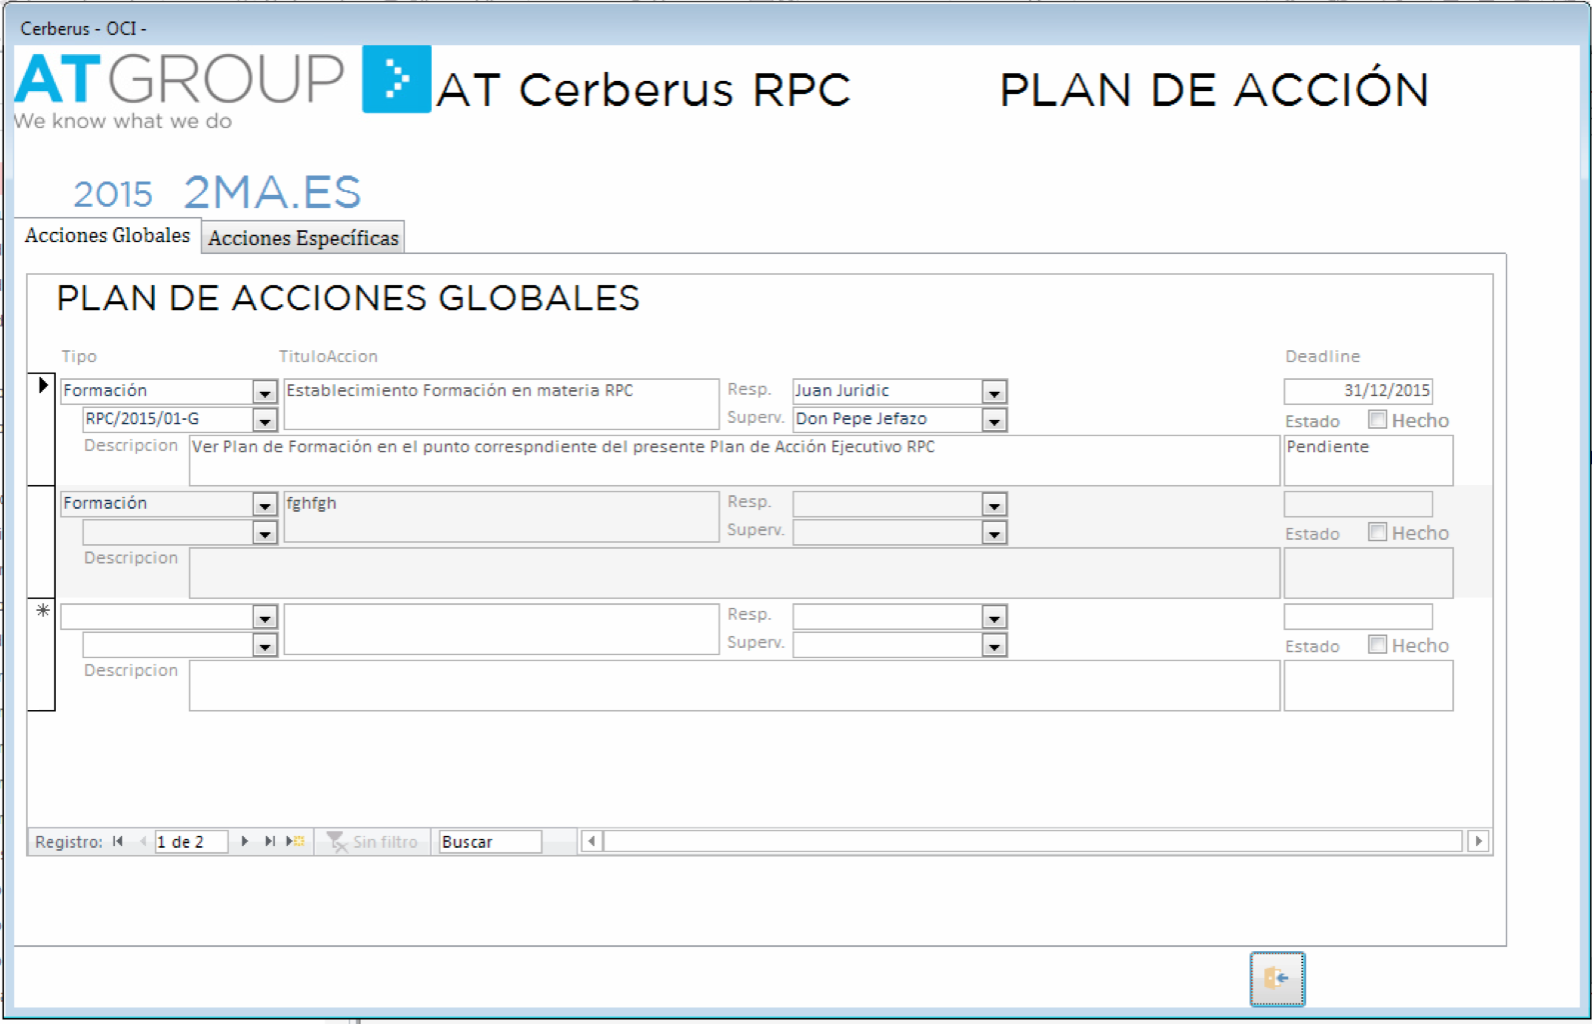 Cerberus - OCI -
ATGROUP AT Cerberus RPC PLAN DE ACCIÓN
We know what we do
2015 2MA.ES
Acciones Globales Acciones Específicas
PLAN DE ACCIONES GLOBALES
Tipo TituloAccion Deadline
Formación Establecimiento Formación en materia RPC Resp. Juan Juridic 31/12/2015
RPC/2015/01-G Superv. Don Pepe Jefazo Estado Hecho
Descripcion Ver Plan de Formación en el punto correspndiente del presente Plan de Acción Ejecutivo RPC Pendiente
Formación fghfgh Resp.
Superv. Estado Hecho
Descripcion
Resp.
Superv. Estado Hecho
Descripcion
Registro: 1 de 2 Sin filtro Buscar